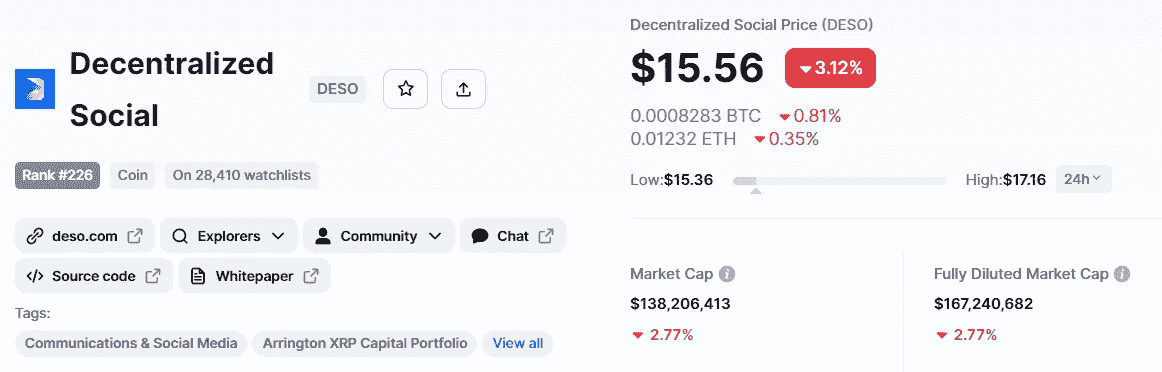 Decentralized
Social
DESO
Rank #226
Coin
On 28,410 watchlists
deso.com
Explorers
Community
Chat
Source code
Whitepaper
Tags:
Communications & Social Media
Arrington XRP Capital Portfolio
View all
Decentralized Social Price (DESO)
$15.56
3.12%
0.0008283 BTC 0.81%
0.01232 ETH 0.35%
Low:$15.36
High:$17.16
24h
Market Cap
$138,206,413
2.77%
Fully Diluted Market Cap
$167,240,682
2.77%